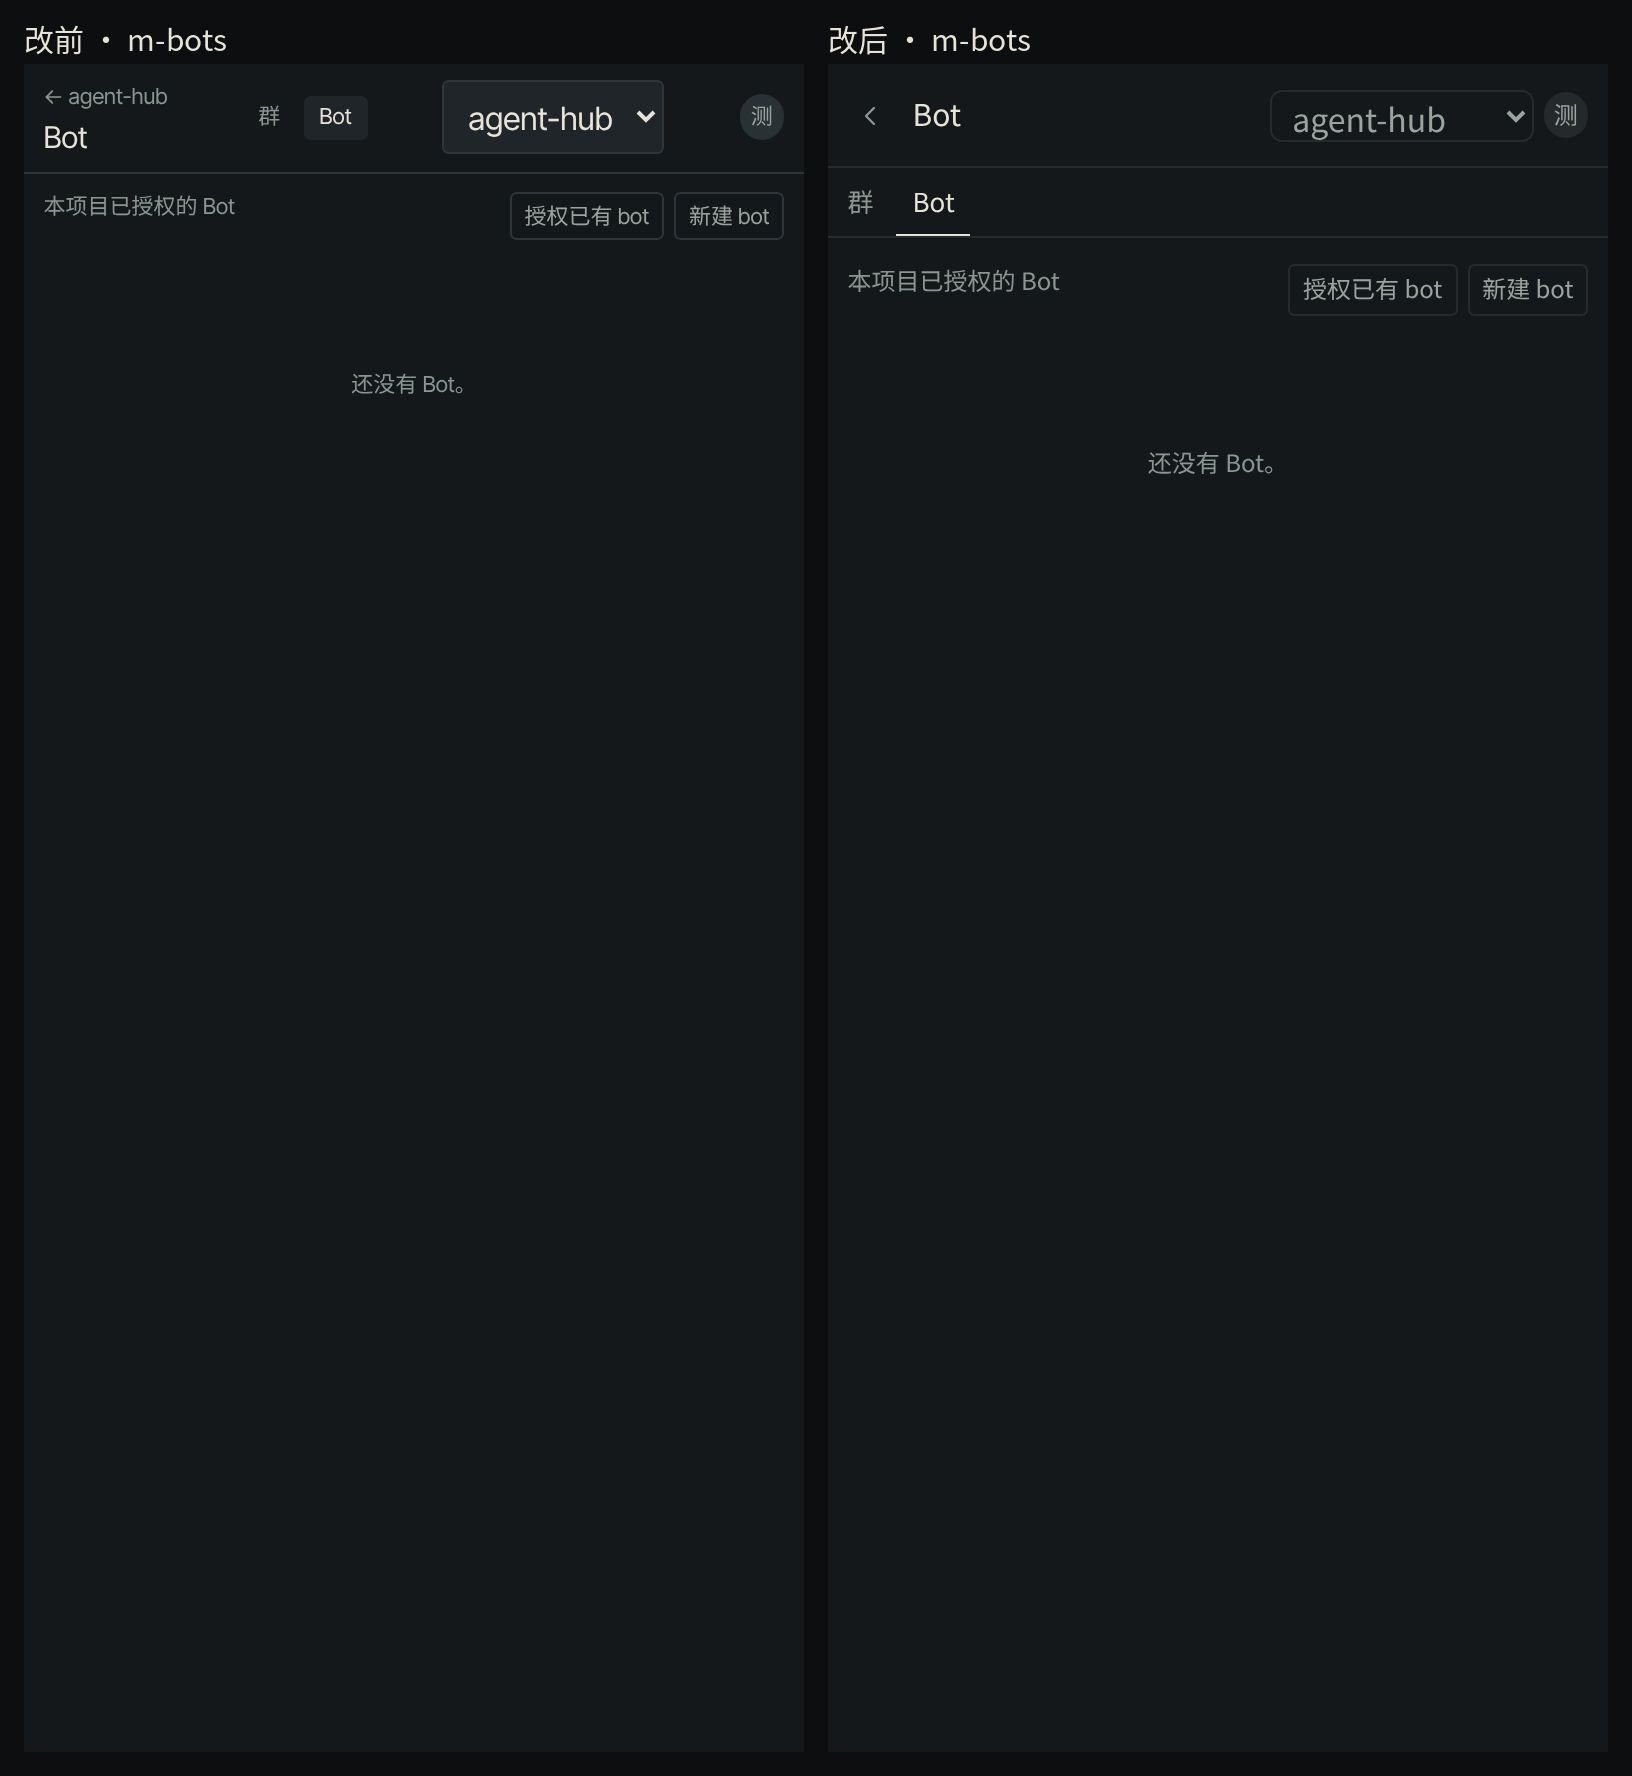 改前 · m-bots
← agent-hub
Bot
群
Bot
agent-hub
测
本项目已授权的 Bot
授权已有 bot
新建 bot
还没有 Bot。
改后 · m-bots
Bot
agent-hub
测
群
Bot
本项目已授权的 Bot
授权已有 bot
新建 bot
还没有 Bot。